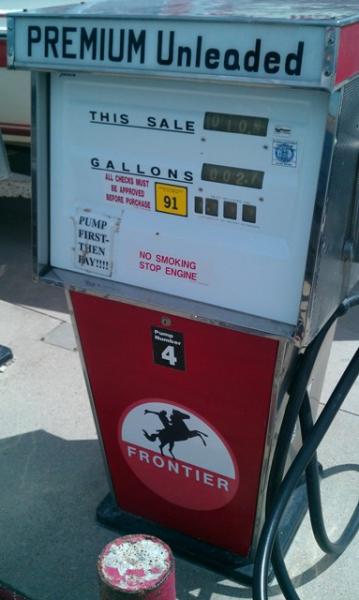 PREMIUM Unleaded
THIS SALE
GALLONS
ALL CHECKS MUST
BE APPROVED
BEFORE PURCHASE
91
PUMP
FIRST-
THEN
PAY!!!!
NO SMOKING
STOP ENGINE
Pump
Number
4
FRONTIER